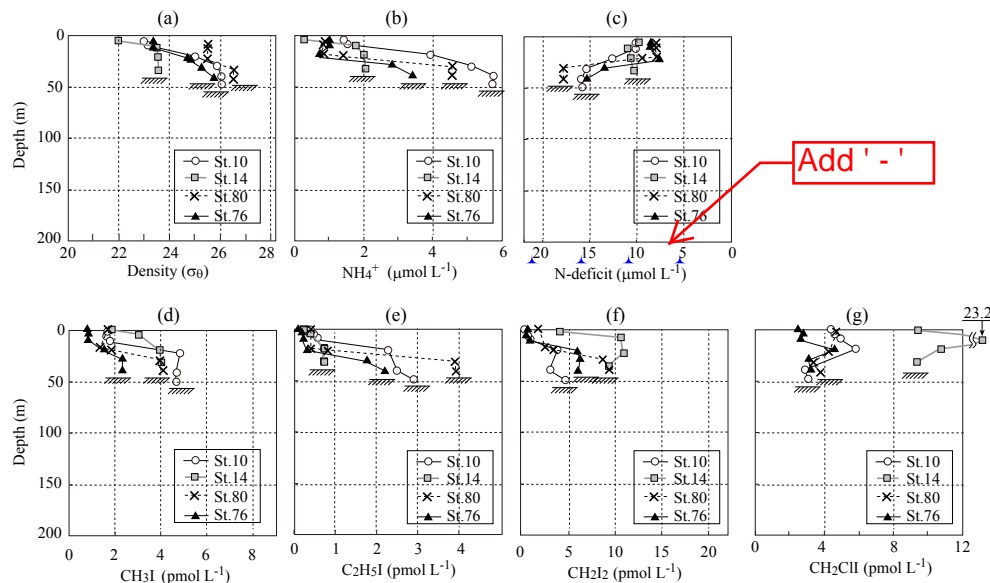 (a)
(b)
(c)
0
50
100
150
200
Depth (m)
St.10
St.14
St.80
St.76
20 22 24 26 28
Density (σθ)
St.10
St.14
St.80
St.76
0 2 4 6
NH4+ (μmol L-1)
St.10
St.14
St.80
St.76
20 15 10 5 0
N-deficit (μmol L-1)
Add ' - '
(d)
(e)
(f)
(g)
0
50
100
150
200
Depth (m)
St.10
St.14
St.80
St.76
0 2 4 6 8
CH3I (pmol L-1)
St.10
St.14
St.80
St.76
0 1 2 3 4
C2H5I (pmol L-1)
St.10
St.14
St.80
St.76
0 5 10 15 20
CH2I2 (pmol L-1)
23.2
St.10
St.14
St.80
St.76
0 4 8 12 13
CH2ClI (pmol L-1)